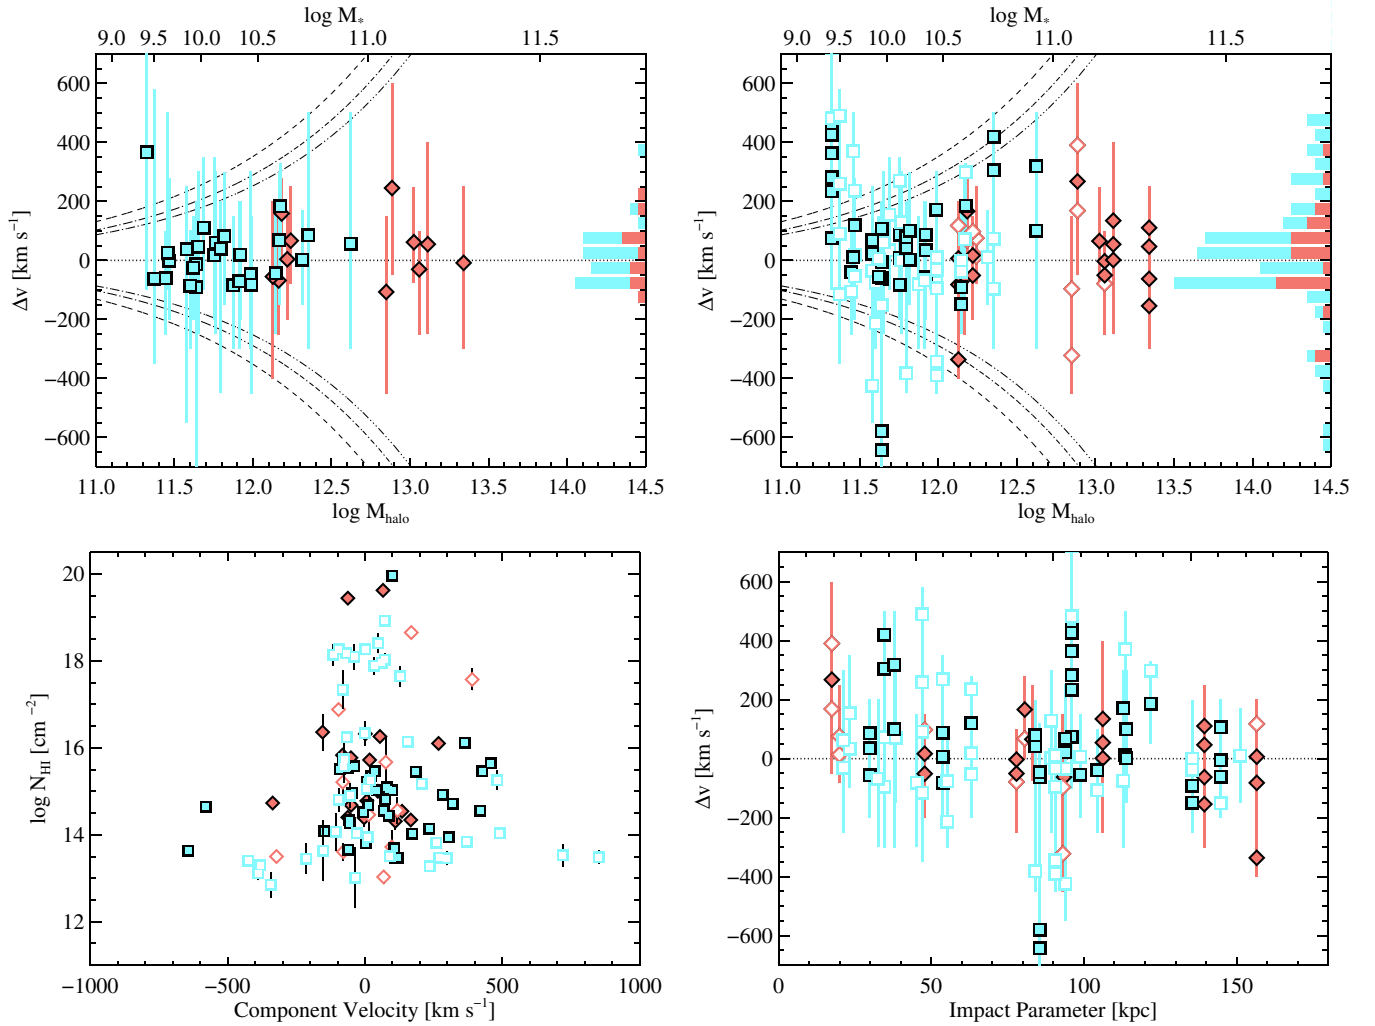 log M*
9.0 9.5 10.0 10.5 11.0 11.5
600
400
200
0
−200
−400
−600
Δv [km s⁻¹]
11.0 11.5 12.0 12.5 13.0 13.5 14.0 14.5
log Mhalo
log M*
9.0 9.5 10.0 10.5 11.0 11.5
600
400
200
0
−200
−400
−600
Δv [km s⁻¹]
11.0 11.5 12.0 12.5 13.0 13.5 14.0 14.5
log Mhalo
20
18
16
14
12
log NHI [cm⁻²]
−1000 −500 0 500 1000
Component Velocity [km s⁻¹]
600
400
200
0
−200
−400
−600
Δv [km s⁻¹]
0 50 100 150
Impact Parameter [kpc]